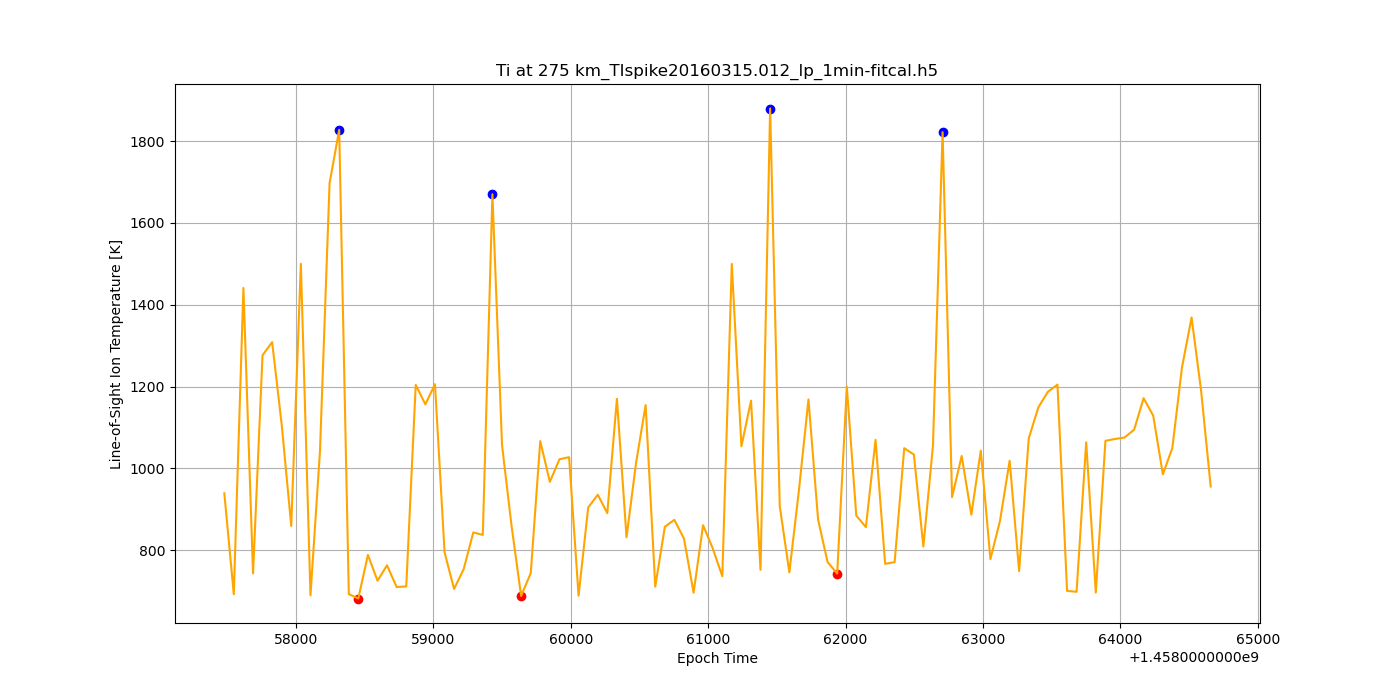 Ti at 275 km_TIspike20160315.012_lp_1min-fitcal.h5
Line-of-Sight Ion Temperature [K]
1800
1600
1400
1200
1000
800
58000 59000 60000 61000 62000 63000 64000 65000
Epoch Time
+1.4580000000e9